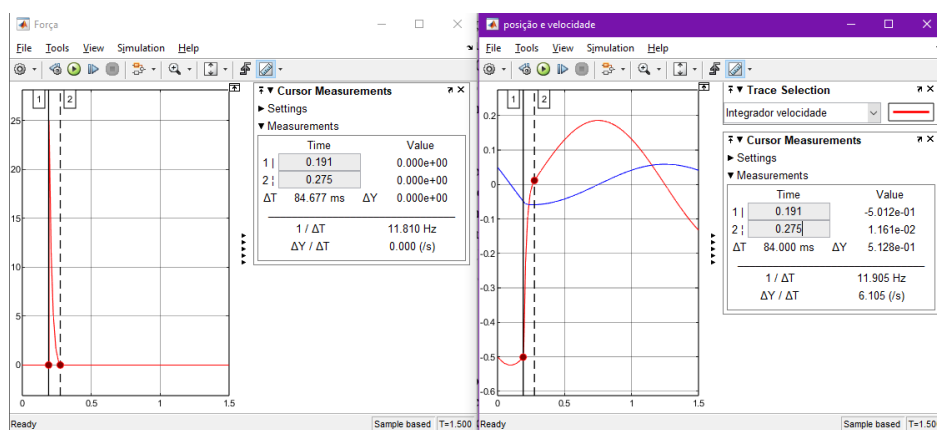 Força
File Tools View Simulation Help
1 2
25
20
15
10
5
0
0 0.5 1 1.5
Cursor Measurements
Settings
Measurements
Time Value
1 | 0.191 0.000e+00
2 ¦ 0.275 0.000e+00
ΔT 84.677 ms ΔY 0.000e+00
1 / ΔT 11.810 Hz
ΔY / ΔT 0.000 (/s)
Ready Sample based T=1.500
posição e velocidade
File Tools View Simulation Help
1 2
0.2
0.1
0
-0.1
-0.2
-0.3
-0.4
-0.5
-0.6
0 0.5 1 1.5
Trace Selection
Integrador velocidade
Cursor Measurements
Settings
Measurements
Time Value
1 | 0.191 -5.012e-01
2 ¦ 0.275 1.161e-02
ΔT 84.000 ms ΔY 5.128e-01
1 / ΔT 11.905 Hz
ΔY / ΔT 6.105 (/s)
Ready Sample based T=1.50